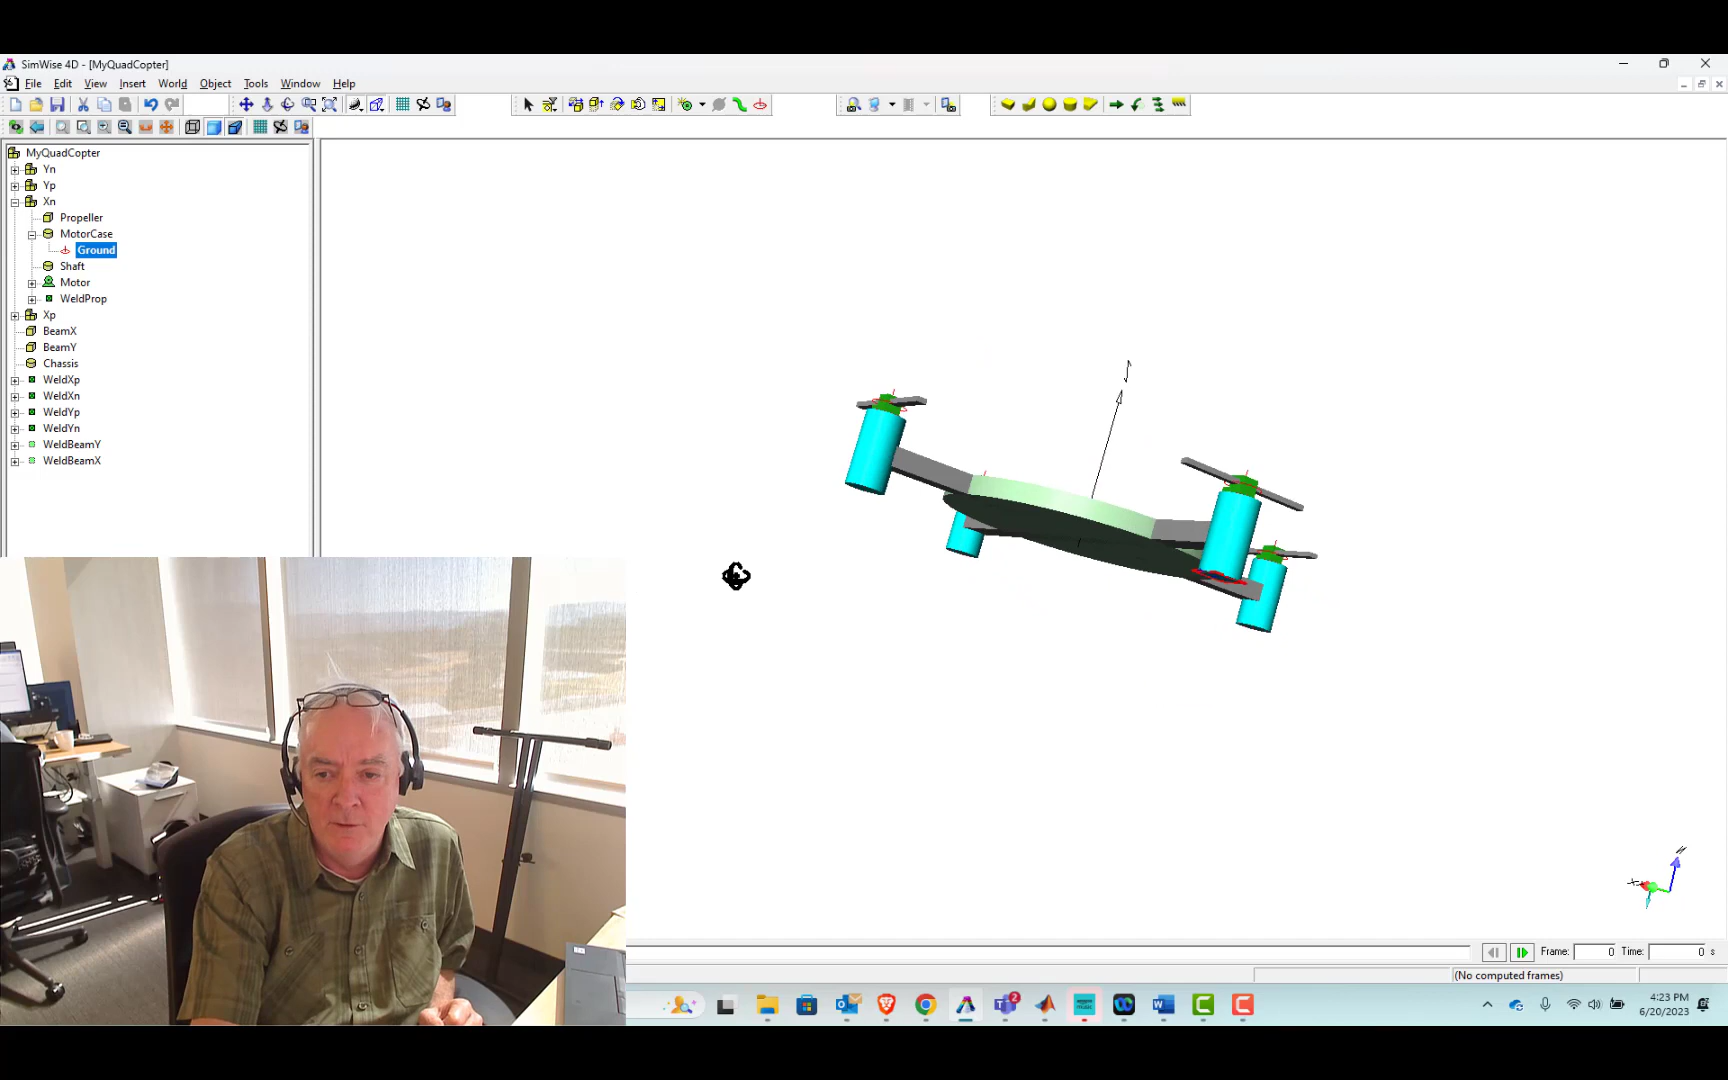 SimWise 4D - [MyQuadCopter]
File Edit View Insert World Object Tools Window Help
MyQuadCopter
Yn
Yp
Xn
Propeller
MotorCase
Ground
Shaft
Motor
WeldProp
Xp
BeamX
BeamY
Chassis
WeldXp
WeldXn
WeldYp
WeldYn
WeldBeamY
WeldBeamX
Frame: 0 Time: 0 s
(No computed frames)
2
4:23 PM
6/20/2023